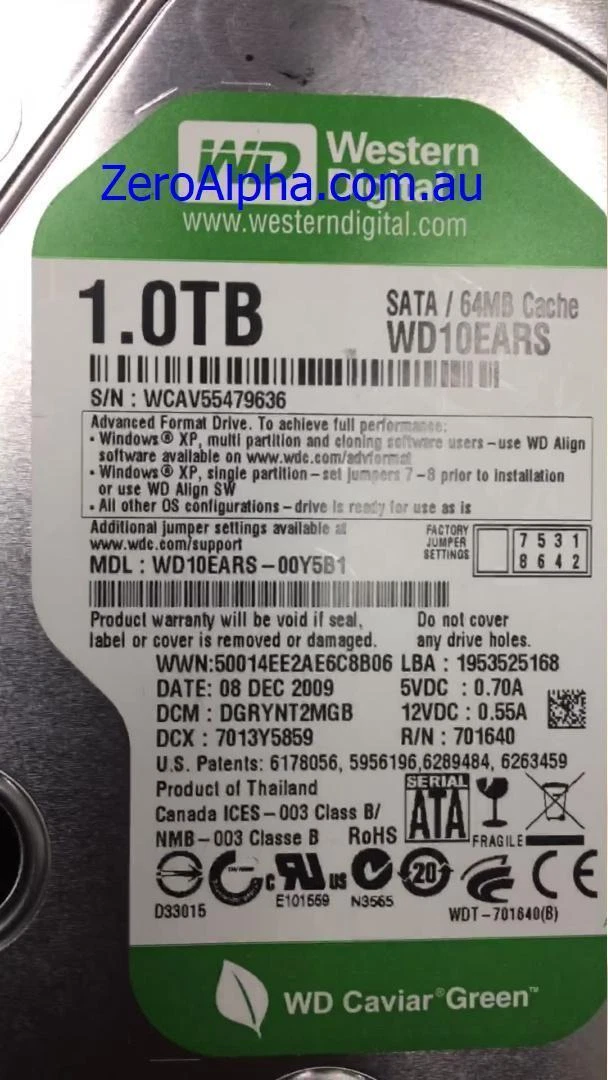 WD Western
Digital
ZeroAlpha.com.au
www.westerndigital.com
1.0TB
SATA / 64MB Cache
WD10EARS
S/N : WCAV55479636
Advanced Format Drive. To achieve full performance:
• Windows® XP, multi partition and cloning software users – use WD Align
software available on www.wdc.com/advformat
• Windows® XP, single partition – set jumpers 7 – 8 prior to installation
or use WD Align SW
• All other OS configurations – drive is ready for use as is
Additional jumper settings available at
www.wdc.com/support
FACTORY
JUMPER
SETTINGS
7 5 3 1
8 6 4 2
MDL : WD10EARS – 00Y5B1
Product warranty will be void if seal,
label or cover is removed or damaged.
Do not cover
any drive holes.
WWN:50014EE2AE6C8B06 LBA : 1953525168
DATE: 08 DEC 2009 5VDC : 0.70A
DCM : DGRYNT2MGB 12VDC : 0.55A
DCX : 7013Y5859 R/N : 701640
U.S. Patents: 6178056, 5956196,6289484, 6263459
Product of Thailand
Canada ICES – 003 Class B/
NMB – 003 Classe B RoHS
SERIAL
ATA
FRAGILE
c RU us 20 CE
D33015 E101559 N3565 WDT – 701640(B)
WD Caviar® Green™